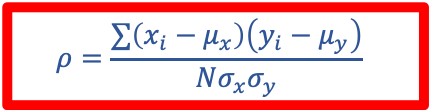 ρ = ∑(xᵢ − μₓ)(yᵢ − μᵧ) / Nσₓσᵧ